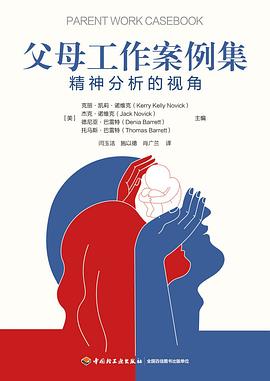 PARENT WORK CASEBOOK
父母工作案例集
精神分析的视角
克丽·凯莉·诺维克（Kerry Kelly Novick）
杰克·诺维克（Jack Novick）
[美]
主编
德尼亚·巴雷特（Denia Barrett）
托马斯·巴雷特（Thomas Barrett）
闫玉洁 施以德 肖广兰 译
中国轻工业出版社
全国百佳图书出版单位